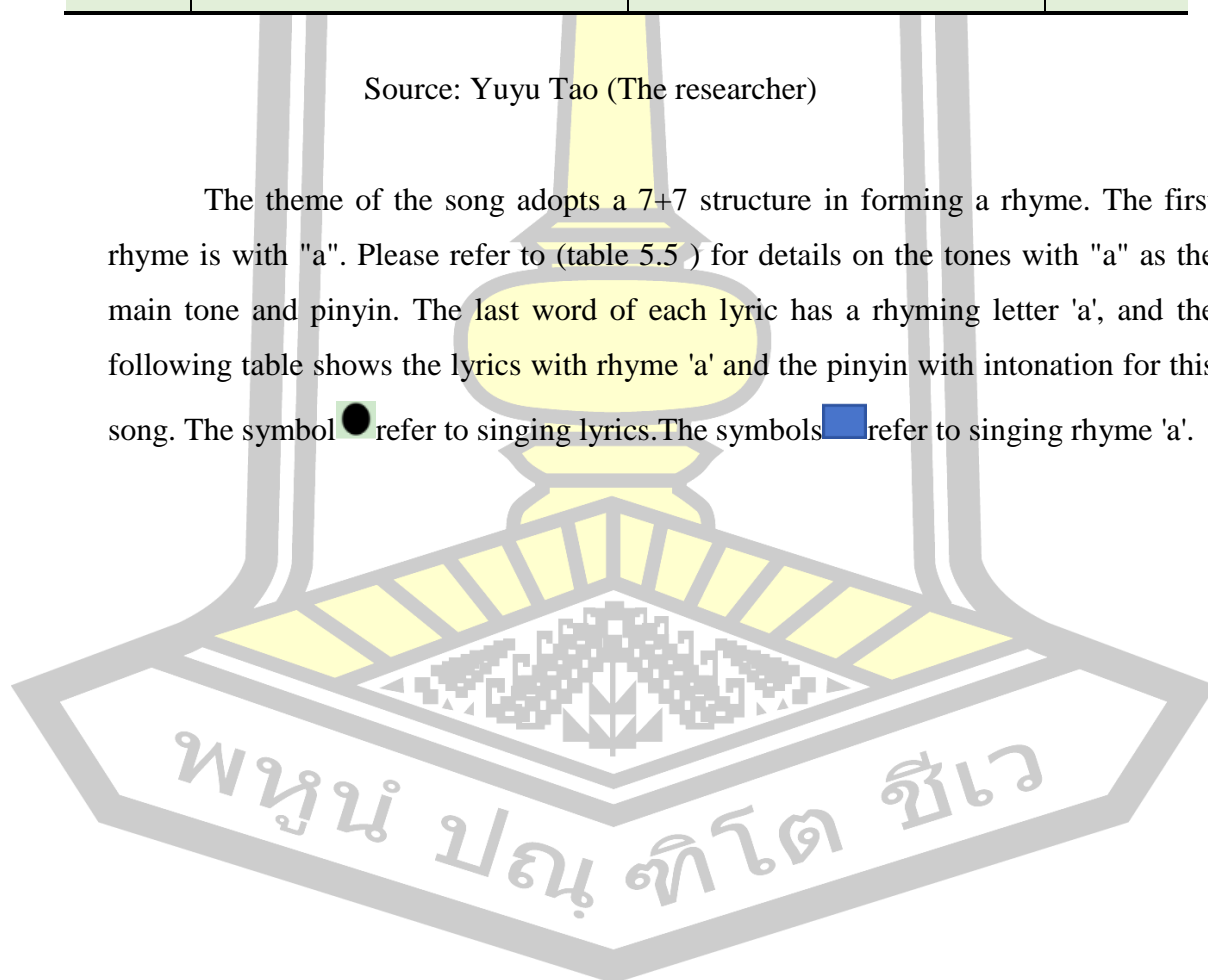 Source: Yuyu Tao (The researcher)
The theme of the song adopts a 7+7 structure in forming a rhyme. The first
rhyme is with "a". Please refer to (table 5.5 ) for details on the tones with "a" as the
main tone and pinyin. The last word of each lyric has a rhyming letter 'a', and the
following table shows the lyrics with rhyme 'a' and the pinyin with intonation for this
song. The symbol refer to singing lyrics.The symbols refer to singing rhyme 'a'.
พหูนํ ปณฺฑิโต ชีเว